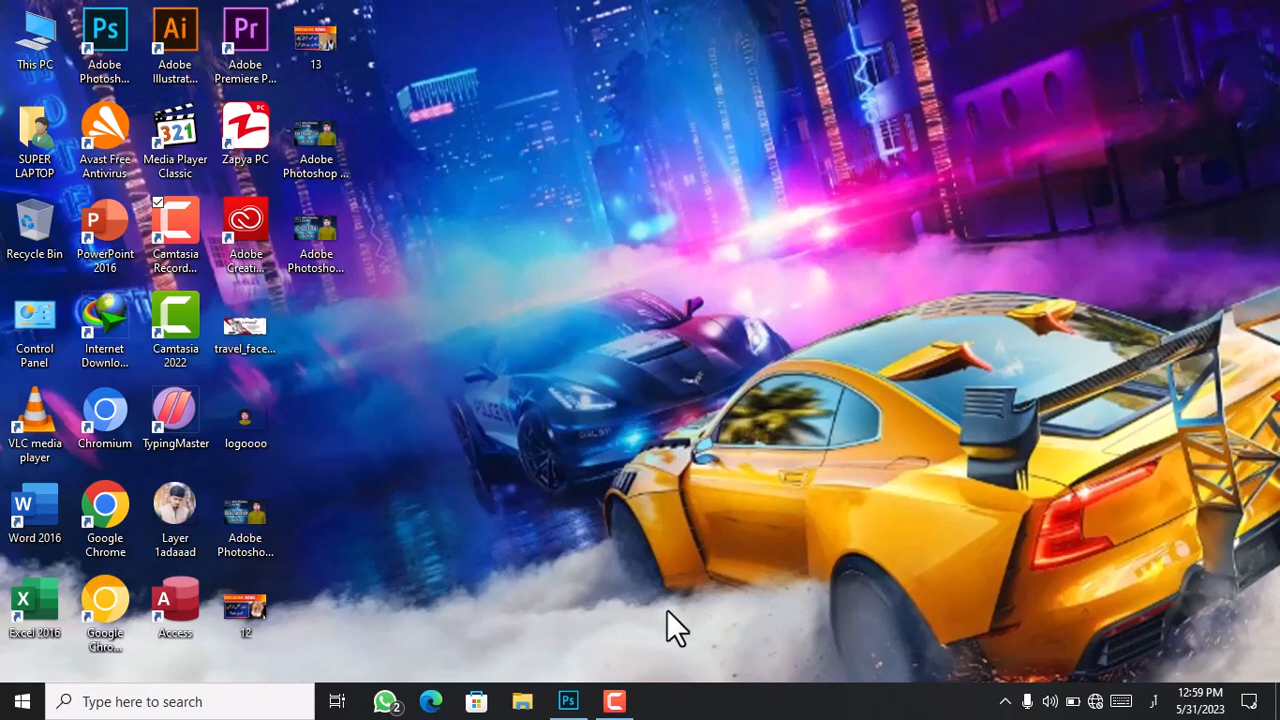 This PC
Adobe
Photosh...
Adobe
Illustrat...
Adobe
Premiere P...
13
SUPER
LAPTOP
Avast Free
Antivirus
Media Player
Classic
Zapya PC
Adobe
Photoshop ...
Recycle Bin
PowerPoint
2016
Camtasia
Record...
Adobe
Creati...
Adobe
Photosho...
Control
Panel
Internet
Downlo...
Camtasia
2022
travel_face...
VLC media
player
Chromium
TypingMaster
logoooo
Word 2016
Google
Chrome
Layer
1adaaad
Adobe
Photosho...
Excel 2016
Google
Chro...
Access
12
POLICE
Type here to search
2
Ps
12:59 PM
5/31/2023